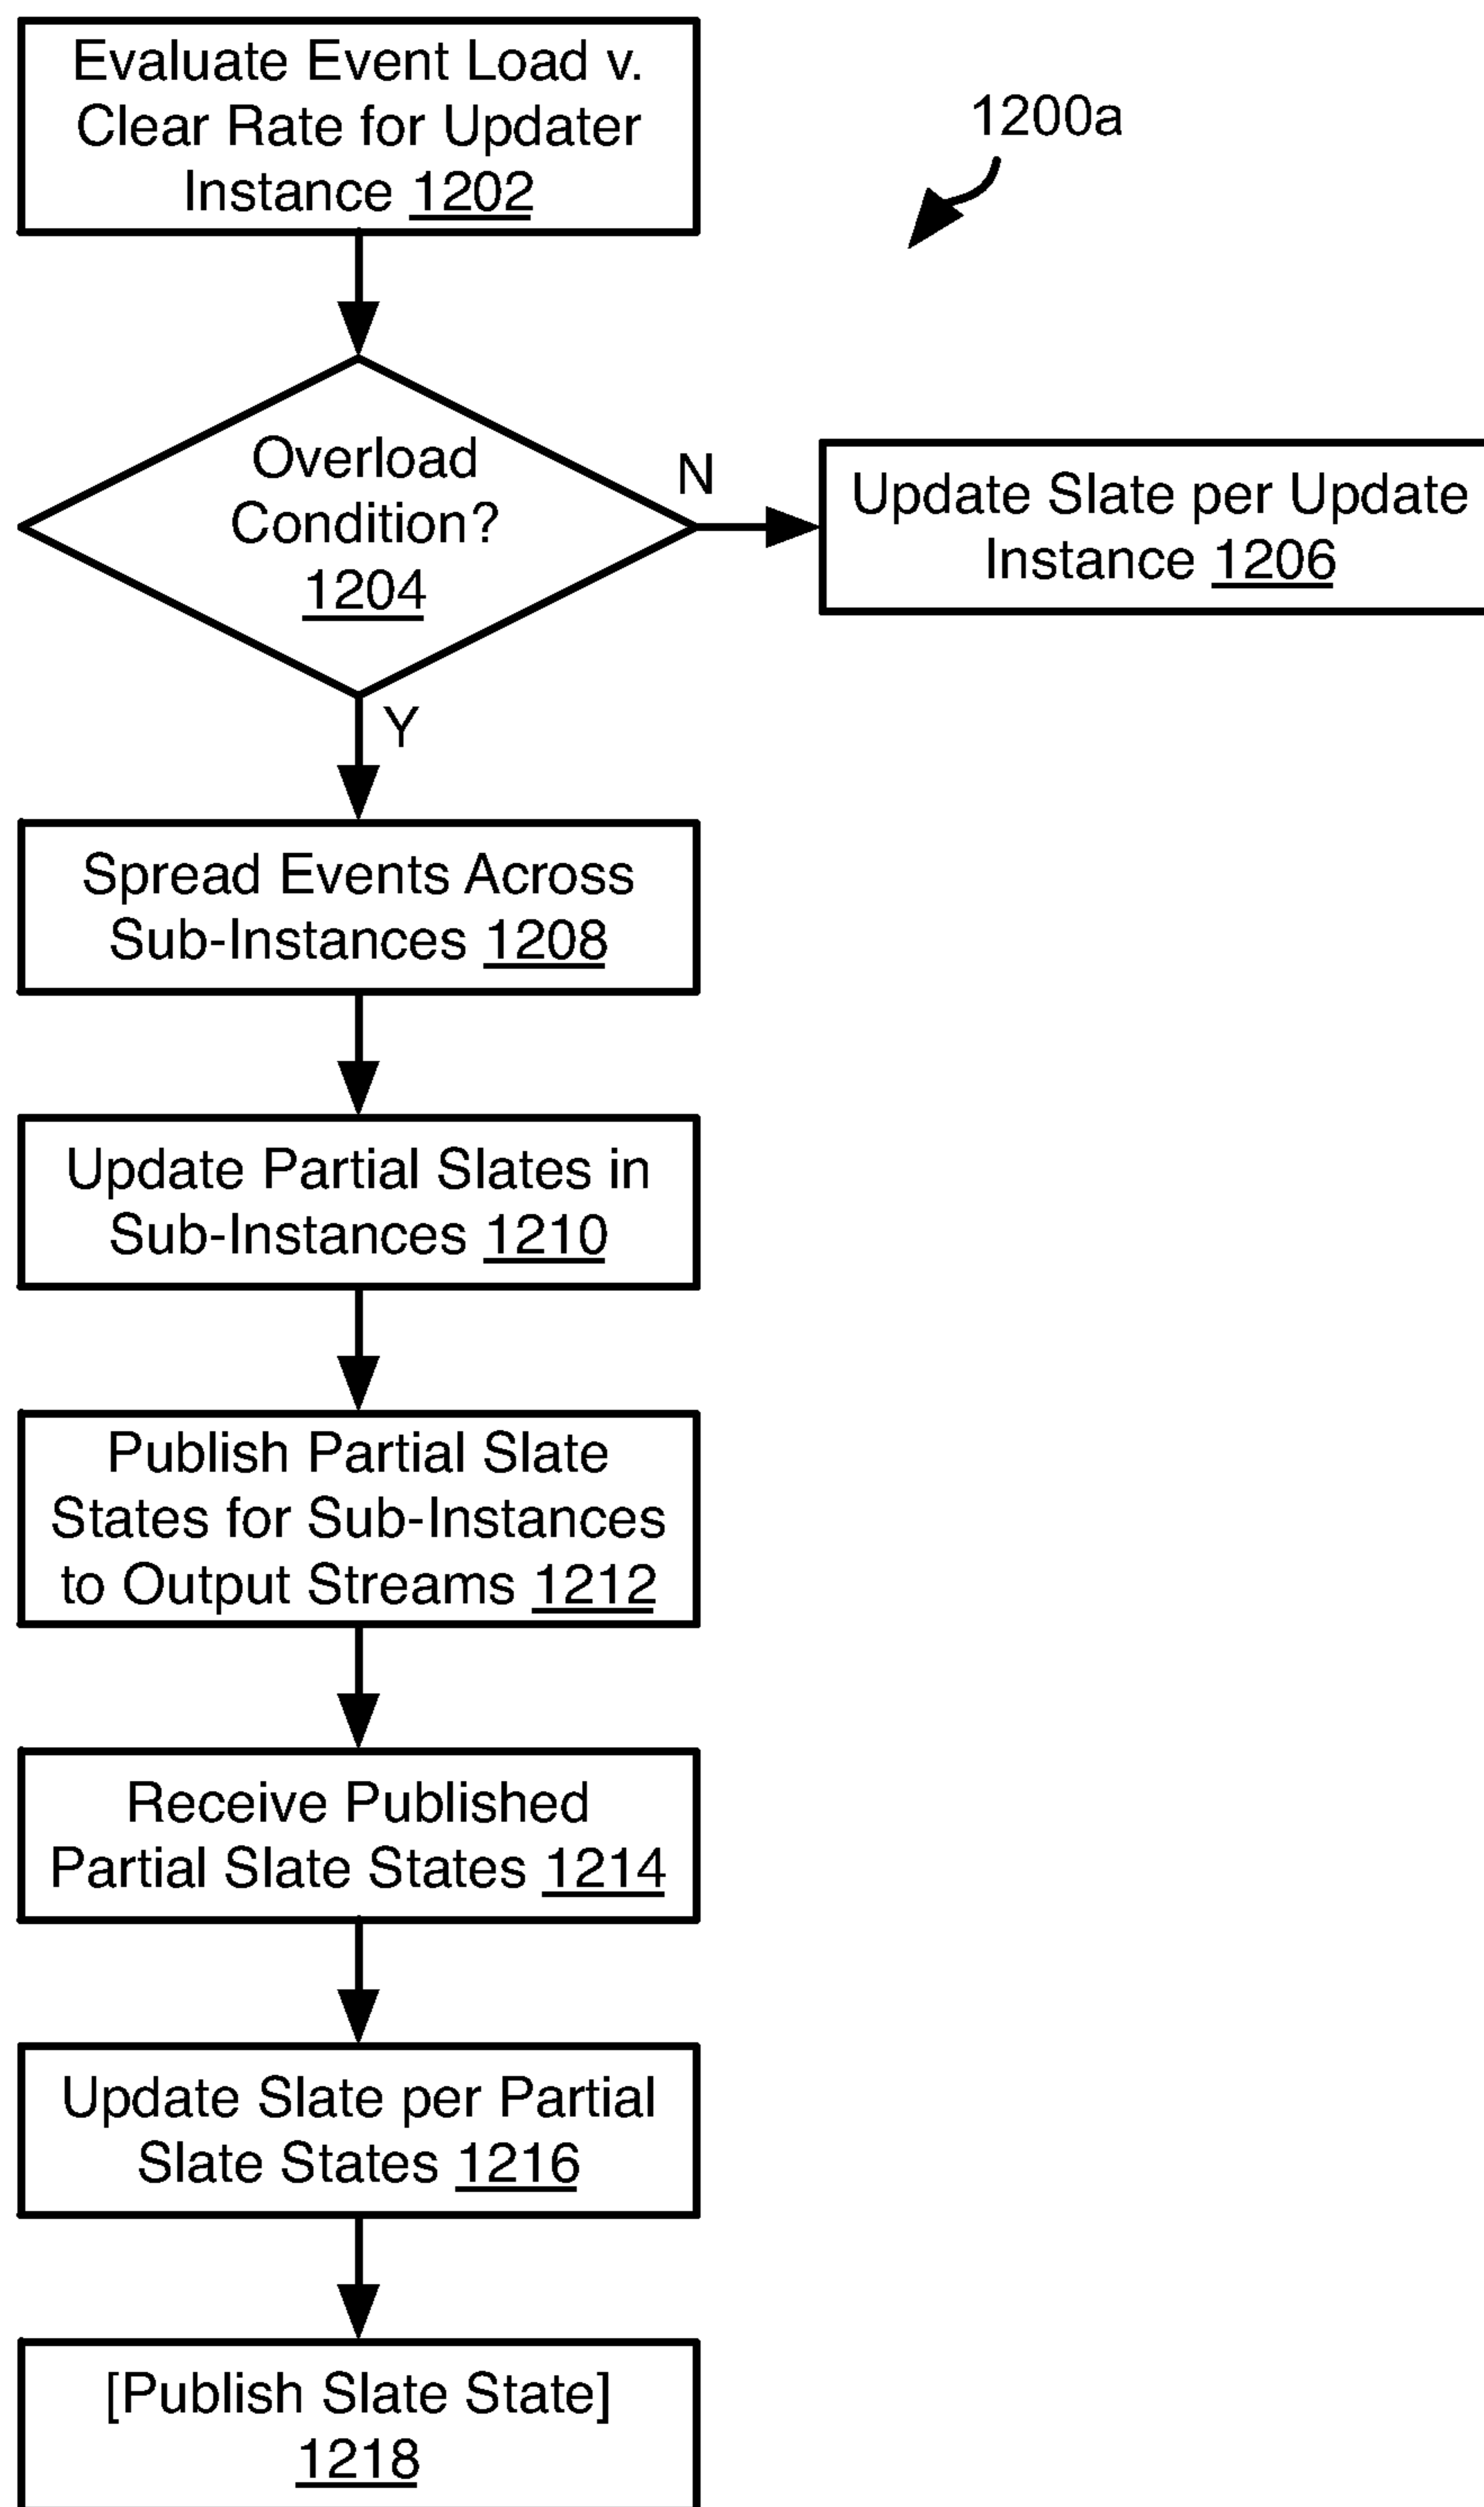 Evaluate Event Load v.
Clear Rate for Updater
Instance 1202
1200a
Overload
Condition?
1204
N
Update Slate per Update
Instance 1206
Y
Spread Events Across
Sub-Instances 1208
Update Partial Slates in
Sub-Instances 1210
Publish Partial Slate
States for Sub-Instances
to Output Streams 1212
Receive Published
Partial Slate States 1214
Update Slate per Partial
Slate States 1216
[Publish Slate State]
1218